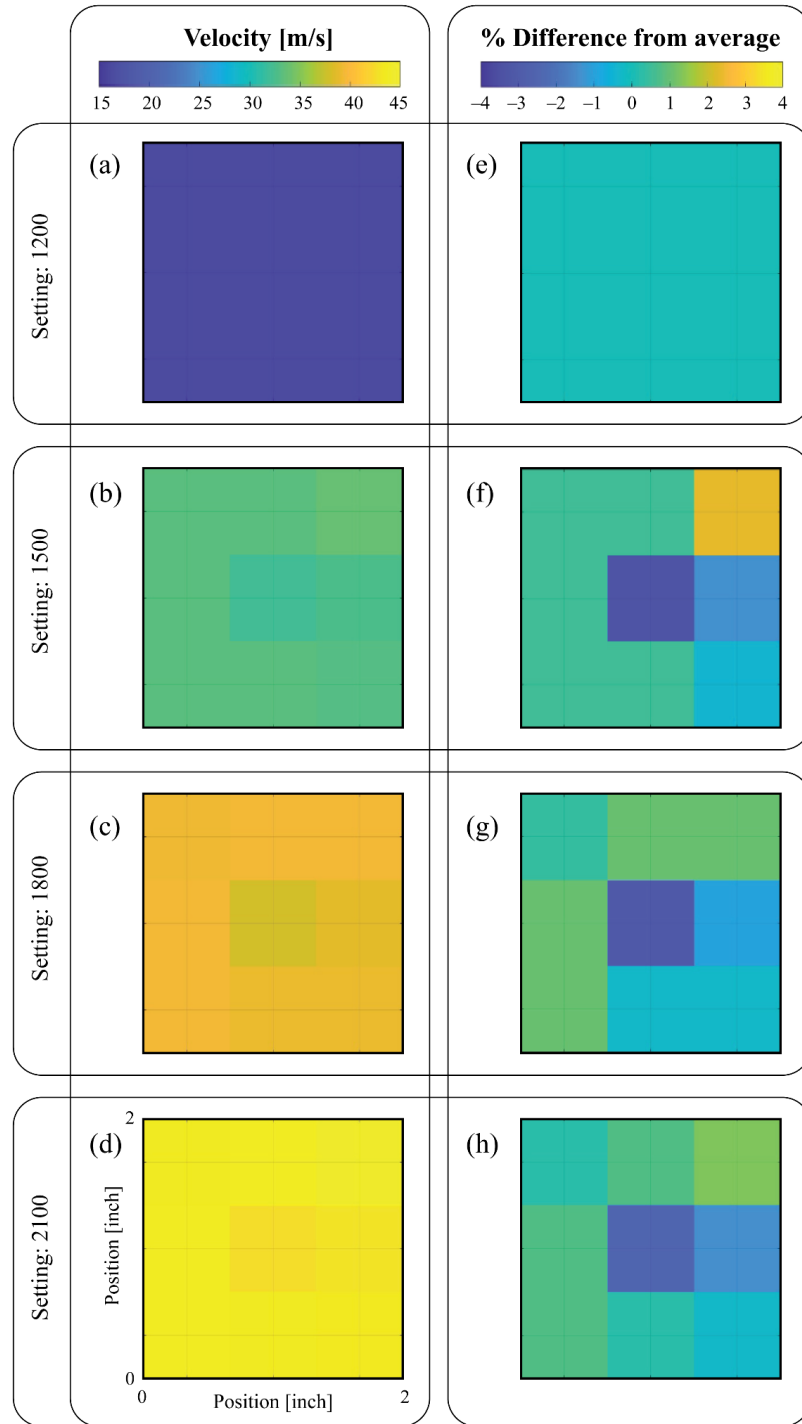 Velocity [m/s]
% Difference from average
15 20 25 30 35 40 45
–4 –3 –2 –1 0 1 2 3 4
Setting: 1200
(a)
(e)
Setting: 1500
(b)
(f)
Setting: 1800
(c)
(g)
Setting: 2100
(d)
2
Position [inch]
0
0
Position [inch]
2
(h)